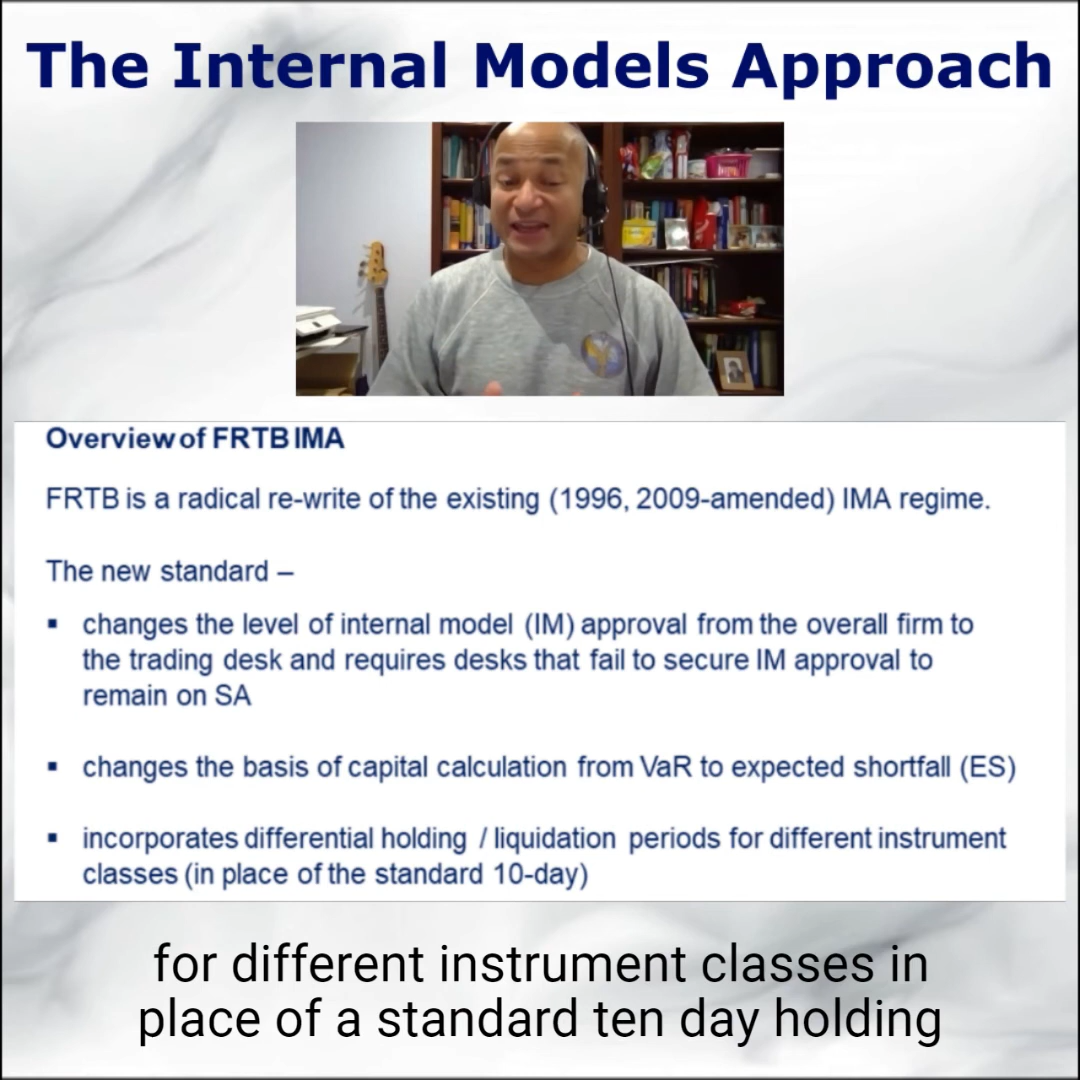 The Internal Models Approach
Overview of FRTB IMA
FRTB is a radical re-write of the existing (1996, 2009-amended) IMA regime.
The new standard –
▪ changes the level of internal model (IM) approval from the overall firm to
the trading desk and requires desks that fail to secure IM approval to
remain on SA
▪ changes the basis of capital calculation from VaR to expected shortfall (ES)
▪ incorporates differential holding / liquidation periods for different instrument
classes (in place of the standard 10-day)
for different instrument classes in
place of a standard ten day holding